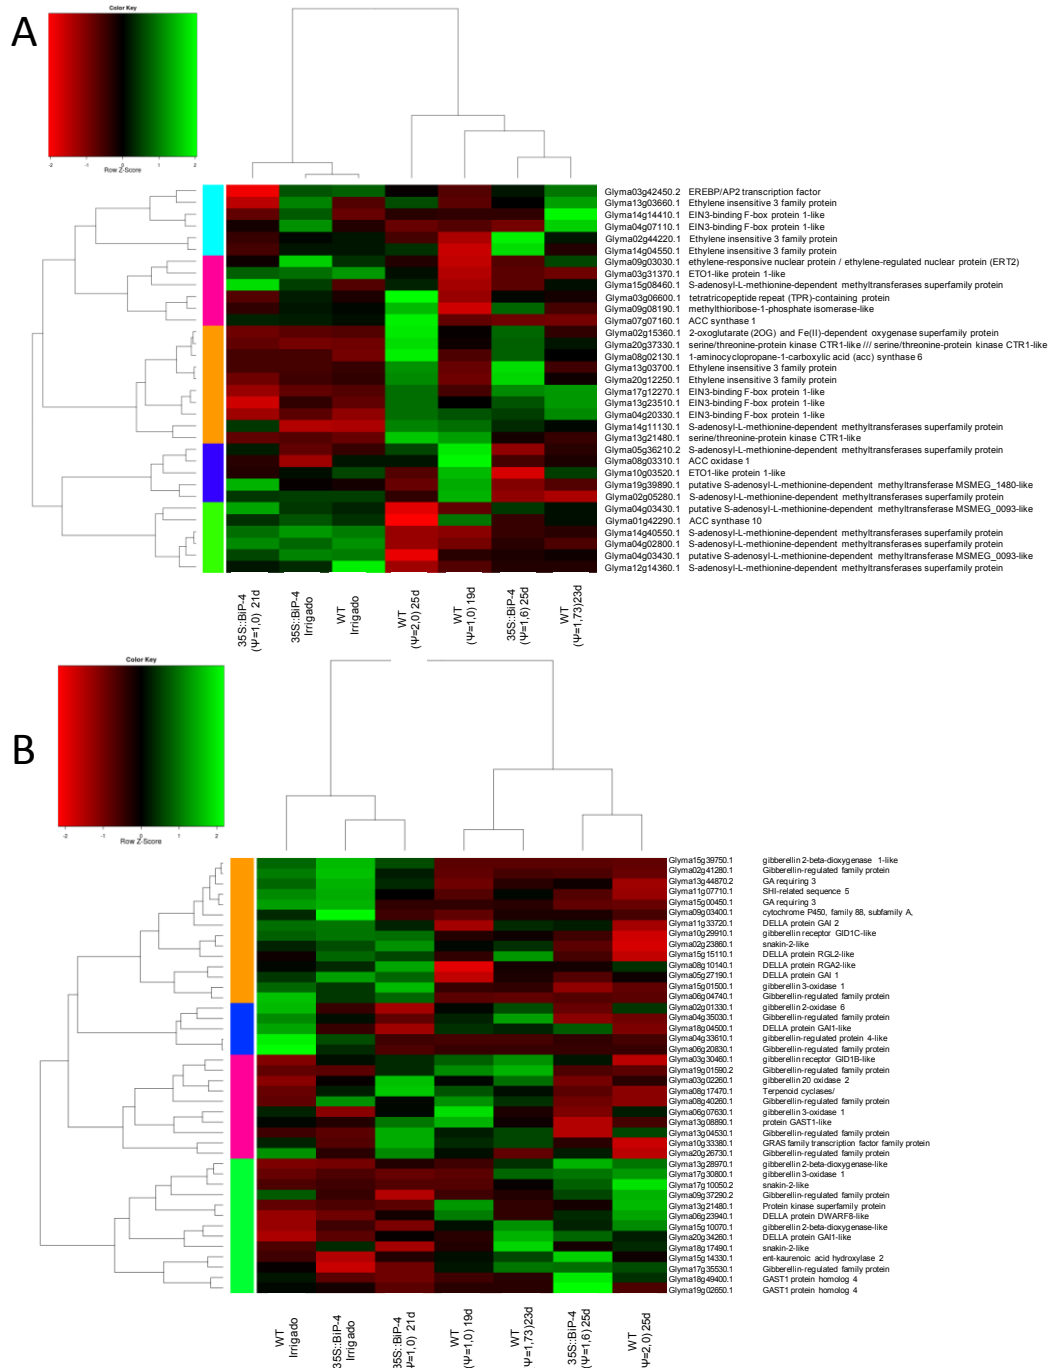 A
Color Key
-2 -1 0 1 2
Row Z-Score
Glyma03g42450.2 EREBP/AP2 transcription factor
Glyma13g03660.1 Ethylene insensitive 3 family protein
Glyma14g14410.1 EIN3-binding F-box protein 1-like
Glyma04g07110.1 EIN3-binding F-box protein 1-like
Glyma02g44220.1 Ethylene insensitive 3 family protein
Glyma14g04550.1 Ethylene insensitive 3 family protein
Glyma09g03030.1 ethylene-responsive nuclear protein / ethylene-regulated nuclear protein (ERT2)
Glyma03g31370.1 ETO1-like protein 1-like
Glyma15g08460.1 S-adenosyl-L-methionine-dependent methyltransferases superfamily protein
Glyma03g06600.1 tetratricopeptide repeat (TPR)-containing protein
Glyma09g08190.1 methylthioribose-1-phosphate isomerase-like
Glyma07g07160.1 ACC synthase 1
Glyma02g15360.1 2-oxoglutarate (2OG) and Fe(II)-dependent oxygenase superfamily protein
Glyma20g37330.1 serine/threonine-protein kinase CTR1-like /// serine/threonine-protein kinase CTR1-like
Glyma08g02130.1 1-aminocyclopropane-1-carboxylic acid (acc) synthase 6
Glyma13g03700.1 Ethylene insensitive 3 family protein
Glyma20g12250.1 Ethylene insensitive 3 family protein
Glyma17g12270.1 EIN3-binding F-box protein 1-like
Glyma13g23510.1 EIN3-binding F-box protein 1-like
Glyma04g20330.1 EIN3-binding F-box protein 1-like
Glyma14g11130.1 S-adenosyl-L-methionine-dependent methyltransferases superfamily protein
Glyma13g21480.1 serine/threonine-protein kinase CTR1-like
Glyma05g36210.2 S-adenosyl-L-methionine-dependent methyltransferases superfamily protein
Glyma08g03310.1 ACC oxidase 1
Glyma10g03520.1 ETO1-like protein 1-like
Glyma19g39890.1 putative S-adenosyl-L-methionine-dependent methyltransferase MSMEG_1480-like
Glyma02g05280.1 S-adenosyl-L-methionine-dependent methyltransferases superfamily protein
Glyma04g03430.1 putative S-adenosyl-L-methionine-dependent methyltransferase MSMEG_0093-like
Glyma01g42290.1 ACC synthase 10
Glyma14g40550.1 S-adenosyl-L-methionine-dependent methyltransferases superfamily protein
Glyma04g02800.1 S-adenosyl-L-methionine-dependent methyltransferases superfamily protein
Glyma04g03430.1 putative S-adenosyl-L-methionine-dependent methyltransferase MSMEG_0093-like
Glyma12g14360.1 S-adenosyl-L-methionine-dependent methyltransferases superfamily protein
35S::BiP-4
(Ψ=1,0) 21d
35S::BiP-4
Irrigado
WT
Irrigado
WT
(Ψ=2,0) 25d
WT
(Ψ=1,0) 19d
35S::BiP-4
(Ψ=1,6) 25d
WT
(Ψ=1,73)23d
B
Color Key
-2 -1 0 1 2
Row Z-Score
Glyma15g39750.1 gibberellin 2-beta-dioxygenase 1-like
Glyma02g41280.1 Gibberellin-regulated family protein
Glyma13g44870.2 GA requiring 3
Glyma11g07710.1 SHI-related sequence 5
Glyma15g00450.1 GA requiring 3
Glyma09g03400.1 cytochrome P450, family 88, subfamily A,
Glyma11g33720.1 DELLA protein GAI 2
Glyma10g29910.1 gibberellin receptor GID1C-like
Glyma02g23860.1 snakin-2-like
Glyma15g15110.1 DELLA protein RGL2-like
Glyma08g10140.1 DELLA protein RGA2-like
Glyma05g27190.1 DELLA protein GAI 1
Glyma15g01500.1 gibberellin 3-oxidase 1
Glyma06g04740.1 Gibberellin-regulated family protein
Glyma02g01330.1 gibberellin 2-oxidase 6
Glyma04g35030.1 Gibberellin-regulated family protein
Glyma18g04500.1 DELLA protein GAI1-like
Glyma04g33610.1 gibberellin-regulated protein 4-like
Glyma06g20830.1 Gibberellin-regulated family protein
Glyma03g30460.1 gibberellin receptor GID1B-like
Glyma19g01590.2 Gibberellin-regulated family protein
Glyma03g02260.1 gibberellin 20 oxidase 2
Glyma08g17470.1 Terpenoid cyclases/
Glyma08g40260.1 Gibberellin-regulated family protein
Glyma06g07630.1 gibberellin 3-oxidase 1
Glyma13g08890.1 protein GAST1-like
Glyma13g04530.1 Gibberellin-regulated family protein
Glyma10g33380.1 GRAS family transcription factor family protein
Glyma20g26730.1 Gibberellin-regulated family protein
Glyma13g28970.1 gibberellin 2-beta-dioxygenase-like
Glyma17g30800.1 gibberellin 3-oxidase 1
Glyma17g10050.2 snakin-2-like
Glyma09g37290.2 Gibberellin-regulated family protein
Glyma13g21480.1 Protein kinase superfamily protein
Glyma06g23940.1 DELLA protein DWARF8-like
Glyma15g10070.1 gibberellin 2-beta-dioxygenase-like
Glyma20g34260.1 DELLA protein GAI1-like
Glyma18g17490.1 snakin-2-like
Glyma15g14330.1 ent-kaurenoic acid hydroxylase 2
Glyma17g35530.1 Gibberellin-regulated family protein
Glyma18g49400.1 GAST1 protein homolog 4
Glyma19g02650.1 GAST1 protein homolog 4
WT
Irrigado
35S::BiP-4
Irrigado
35S::BiP-4
Ψ=1,0) 21d
WT
(Ψ=1,0) 19d
WT
Ψ=1,73)23d
35S::BiP-4
(Ψ=1,6) 25d
WT
Ψ=2,0) 25d